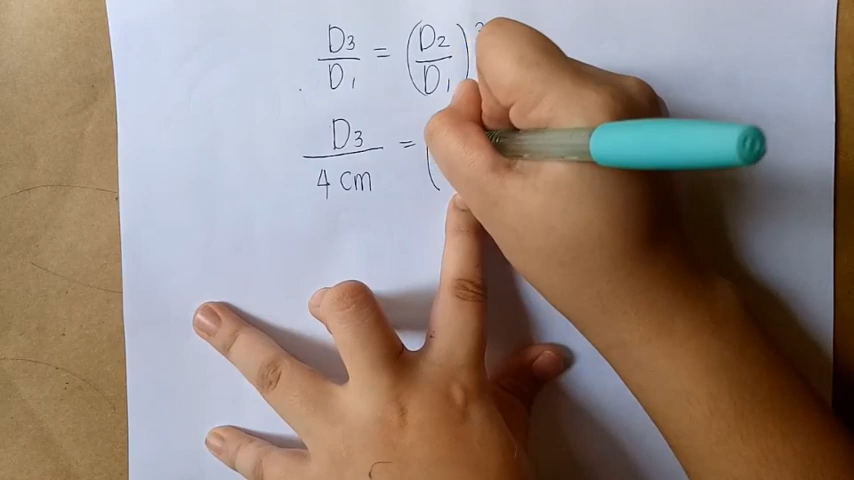 D3/D1 = (D2/D1)
D3/4 cm = (